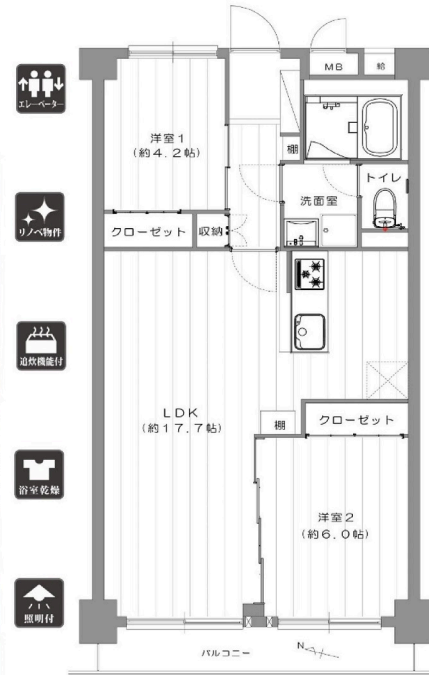 エレベーター
リノベ物件
追炊機能付
浴室乾燥
照明付
MB
給
洋室1
(約4.2帖)
棚
トイレ
洗面室
クローゼット
収納
LDK
(約17.7帖)
棚
クローゼット
洋室2
(約6.0帖)
バルコニー
N